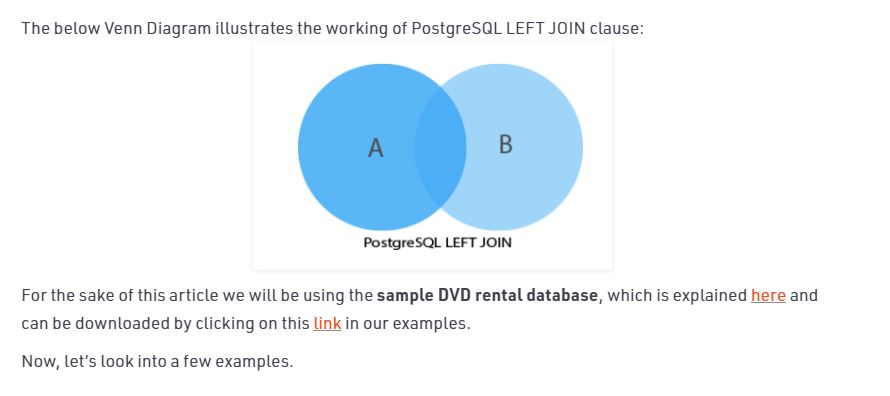 The below Venn Diagram illustrates the working of PostgreSQL LEFT JOIN clause:
A
B
PostgreSQL LEFT JOIN
For the sake of this article we will be using the sample DVD rental database, which is explained here and
can be downloaded by clicking on this link in our examples.
Now, let's look into a few examples.